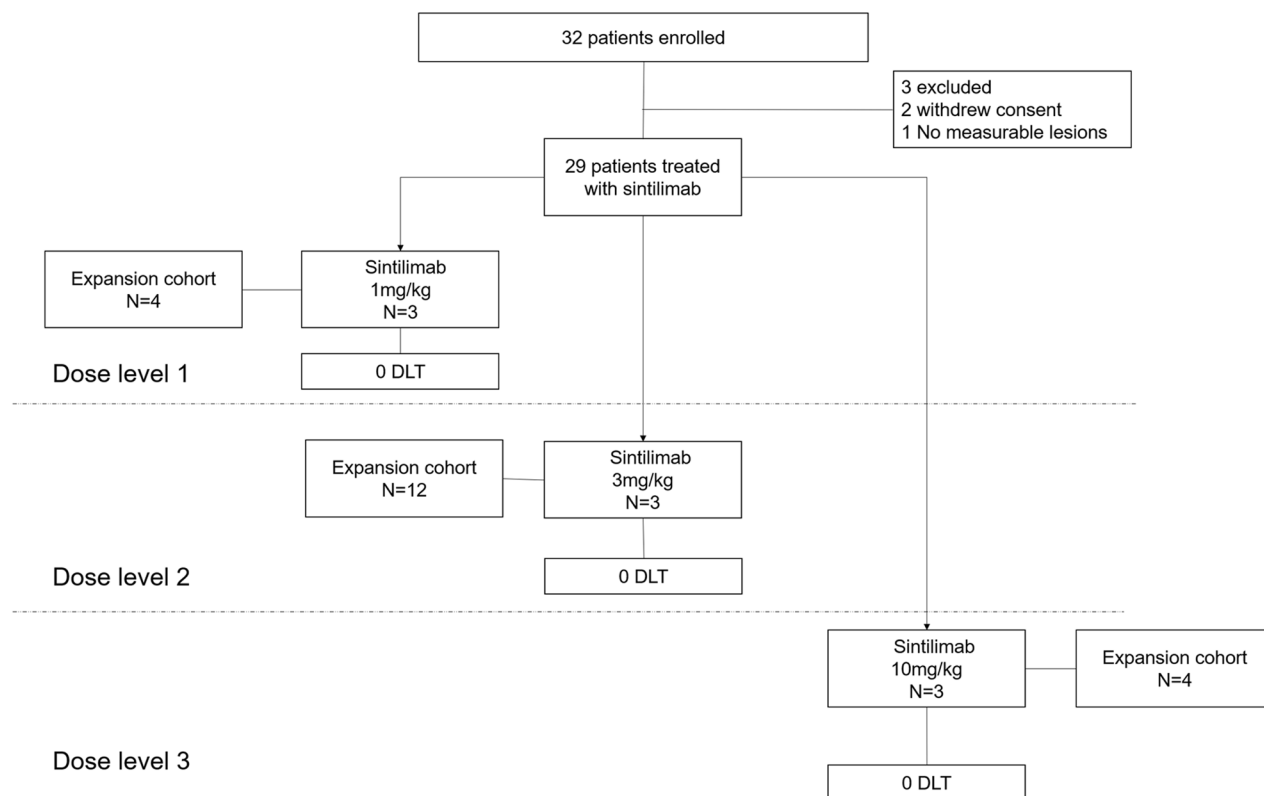 32 patients enrolled
3 excluded
2 withdrew consent
1 No measurable lesions
29 patients treated
with sintilimab
Expansion cohort
N=4
Sintilimab
1mg/kg
N=3
0 DLT
Dose level 1
Expansion cohort
N=12
Sintilimab
3mg/kg
N=3
0 DLT
Dose level 2
Sintilimab
10mg/kg
N=3
Expansion cohort
N=4
0 DLT
Dose level 3